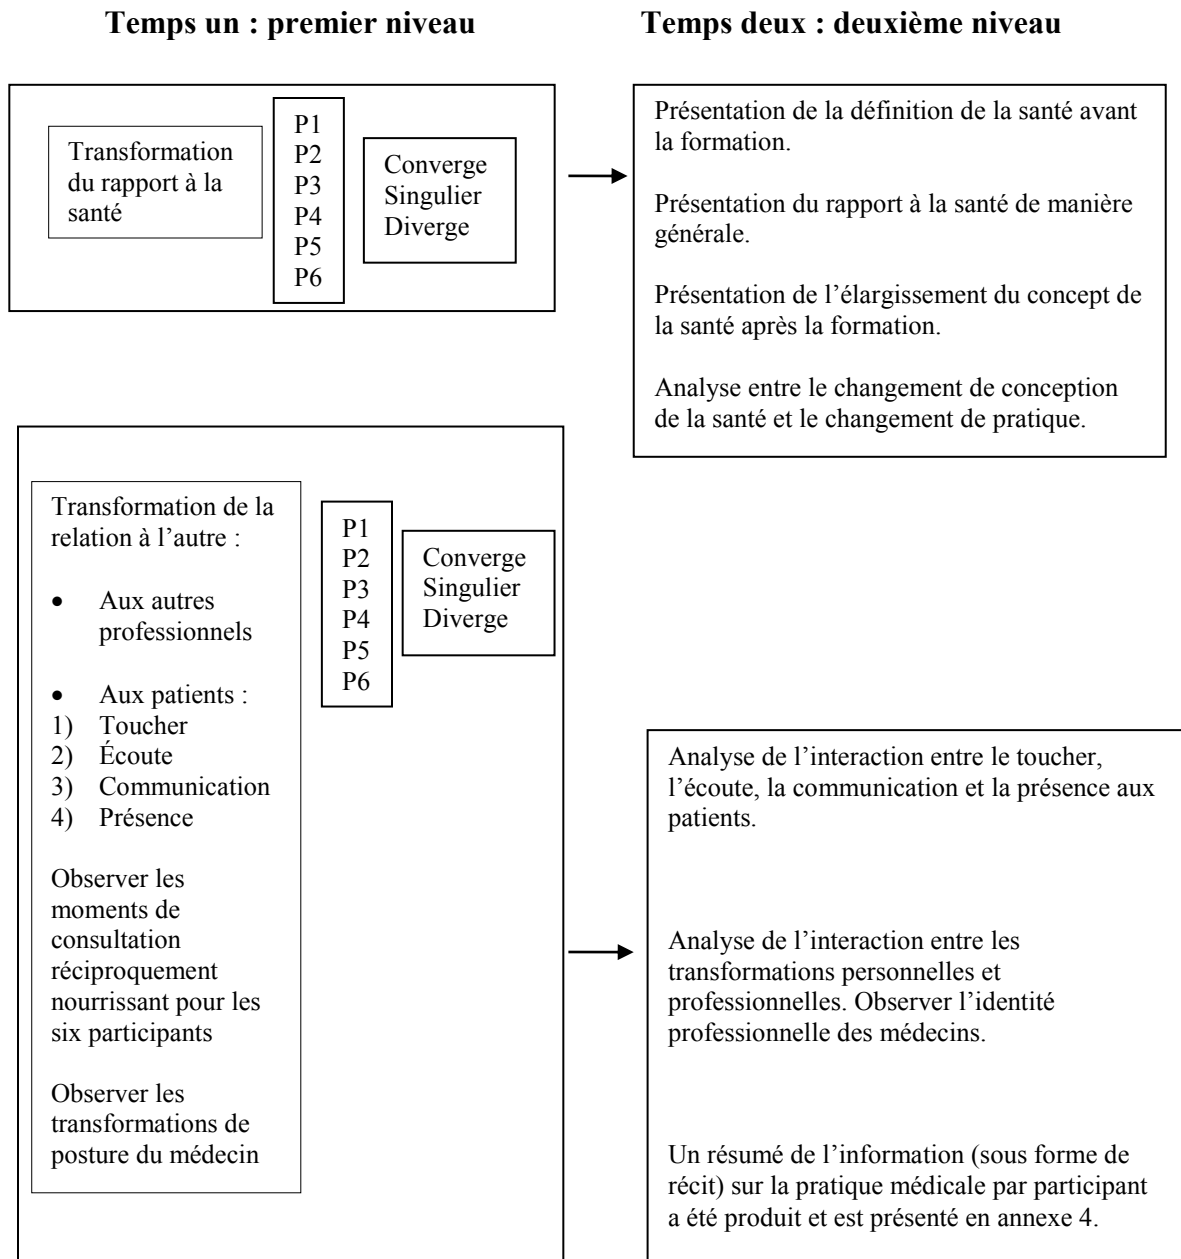 Temps un : premier niveau
Temps deux : deuxième niveau
Transformation
du rapport à la
santé
P1
P2
P3
P4
P5
P6
Converge
Singulier
Diverge
Présentation de la définition de la santé avant
la formation.
Présentation du rapport à la santé de manière
générale.
Présentation de l’élargissement du concept de
la santé après la formation.
Analyse entre le changement de conception
de la santé et le changement de pratique.
Transformation de la
relation à l’autre :
• Aux autres
professionnels
• Aux patients :
1) Toucher
2) Écoute
3) Communication
4) Présence
Observer les
moments de
consultation
réciproquement
nourrissant pour les
six participants
Observer les
transformations de
posture du médecin
P1
P2
P3
P4
P5
P6
Converge
Singulier
Diverge
Analyse de l’interaction entre le toucher,
l’écoute, la communication et la présence aux
patients.
Analyse de l’interaction entre les
transformations personnelles et
professionnelles. Observer l’identité
professionnelle des médecins.
Un résumé de l’information (sous forme de
récit) sur la pratique médicale par participant
a été produit et est présenté en annexe 4.